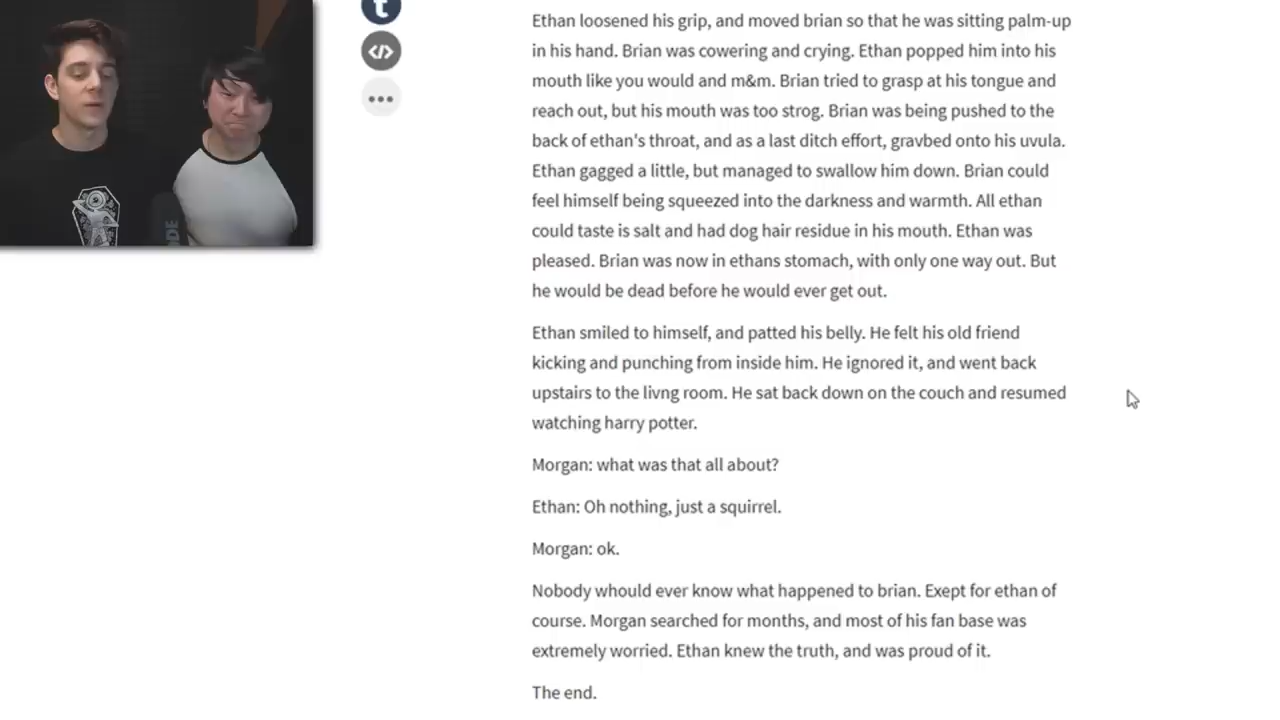 t
</>
Ethan loosened his grip, and moved brian so that he was sitting palm-up
in his hand. Brian was cowering and crying. Ethan popped him into his
mouth like you would and m&m. Brian tried to grasp at his tongue and
reach out, but his mouth was too strog. Brian was being pushed to the
back of ethan's throat, and as a last ditch effort, gravbed onto his uvula.
Ethan gagged a little, but managed to swallow him down. Brian could
feel himself being squeezed into the darkness and warmth. All ethan
could taste is salt and had dog hair residue in his mouth. Ethan was
pleased. Brian was now in ethans stomach, with only one way out. But
he would be dead before he would ever get out.
Ethan smiled to himself, and patted his belly. He felt his old friend
kicking and punching from inside him. He ignored it, and went back
upstairs to the livng room. He sat back down on the couch and resumed
watching harry potter.
Morgan: what was that all about?
Ethan: Oh nothing, just a squirrel.
Morgan: ok.
Nobody whould ever know what happened to brian. Exept for ethan of
course. Morgan searched for months, and most of his fan base was
extremely worried. Ethan knew the truth, and was proud of it.
The end.